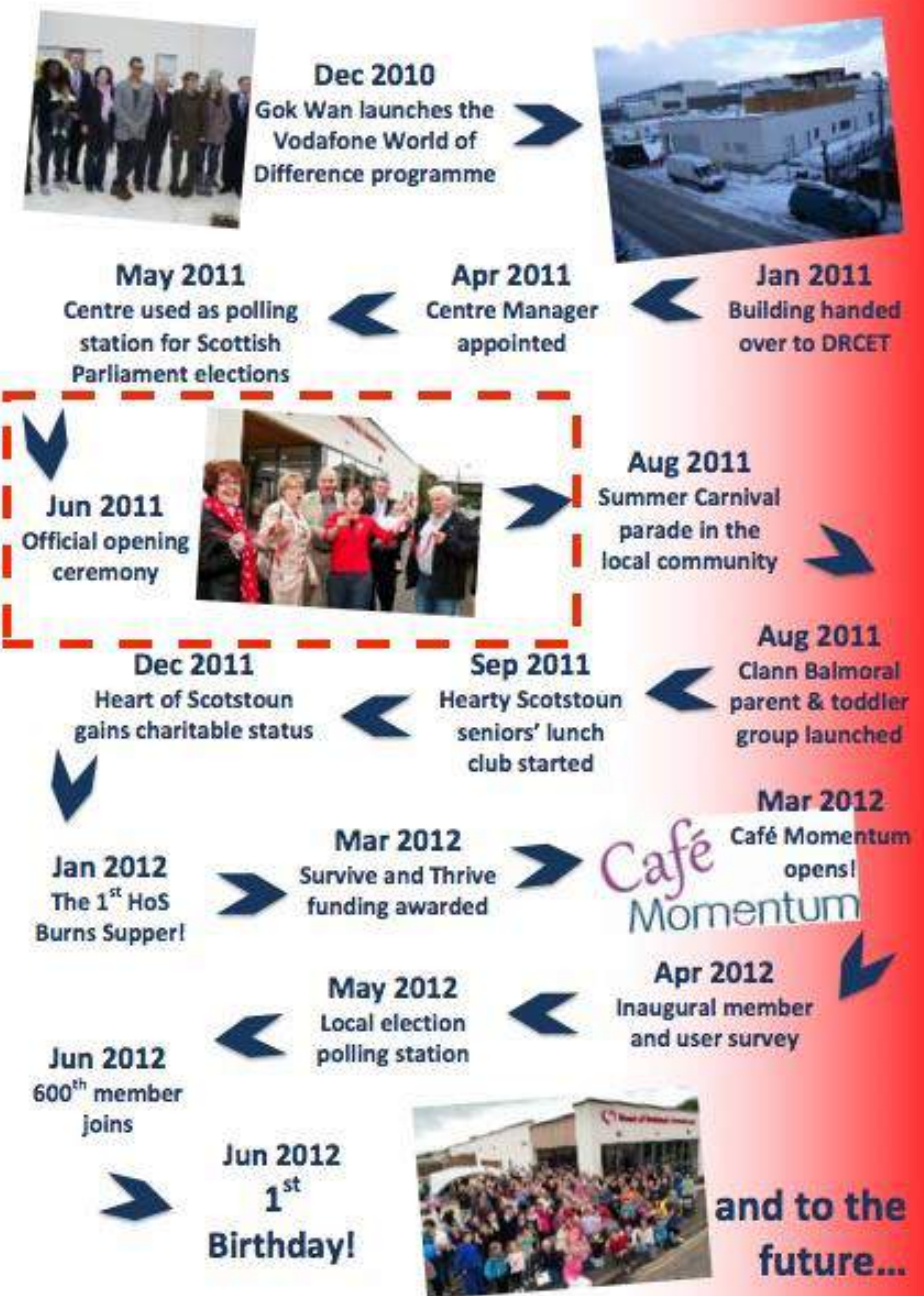 Dec 2010
Gok Wan launches the
Vodafone World of
Difference programme
Jan 2011
Building handed
over to DRCET
Apr 2011
Centre Manager
appointed
May 2011
Centre used as polling
station for Scottish
Parliament elections
Jun 2011
Official opening
ceremony
Aug 2011
Summer Carnival
parade in the
local community
Aug 2011
Clann Balmoral
parent & toddler
group launched
Sep 2011
Hearty Scotstoun
seniors' lunch
club started
Dec 2011
Heart of Scotstoun
gains charitable status
Jan 2012
The 1st HoS
Burns Supper!
Mar 2012
Survive and Thrive
funding awarded
Mar 2012
Café Momentum
opens!
Café
Momentum
Apr 2012
Inaugural member
and user survey
May 2012
Local election
polling station
Jun 2012
600th member
joins
Jun 2012
1st
Birthday!
and to the
future...